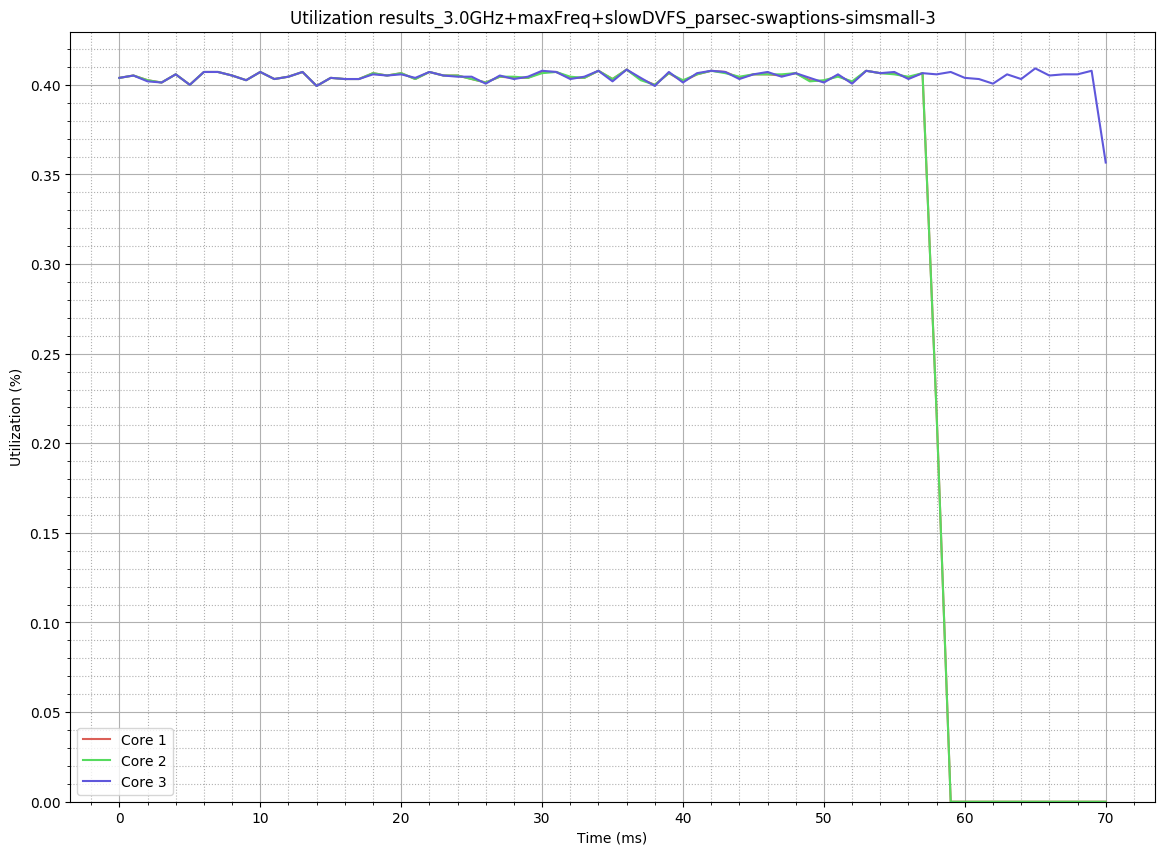 Utilization results_3.0GHz+maxFreq+slowDVFS_parsec-swaptions-simsmall-3
Utilization (%)
0.40
0.35
0.30
0.25
0.20
0.15
0.10
0.05
0.00
Core 1
Core 2
Core 3
0 10 20 30 40 50 60 70
Time (ms)